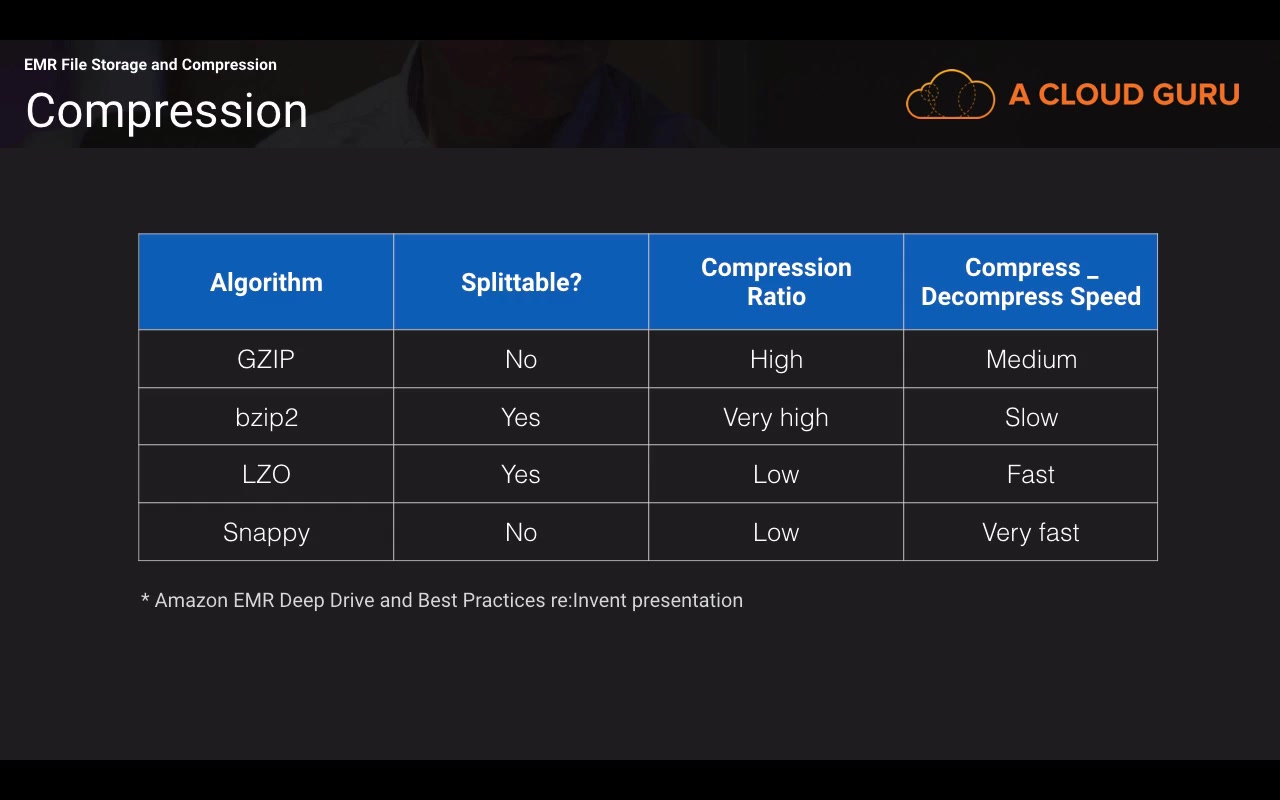 EMR File Storage and Compression
Compression
A CLOUD GURU
Algorithm
Splittable?
Compression
Ratio
Compress _
Decompress Speed
GZIP
No
High
Medium
bzip2
Yes
Very high
Slow
LZO
Yes
Low
Fast
Snappy
No
Low
Very fast
* Amazon EMR Deep Drive and Best Practices re:Invent presentation